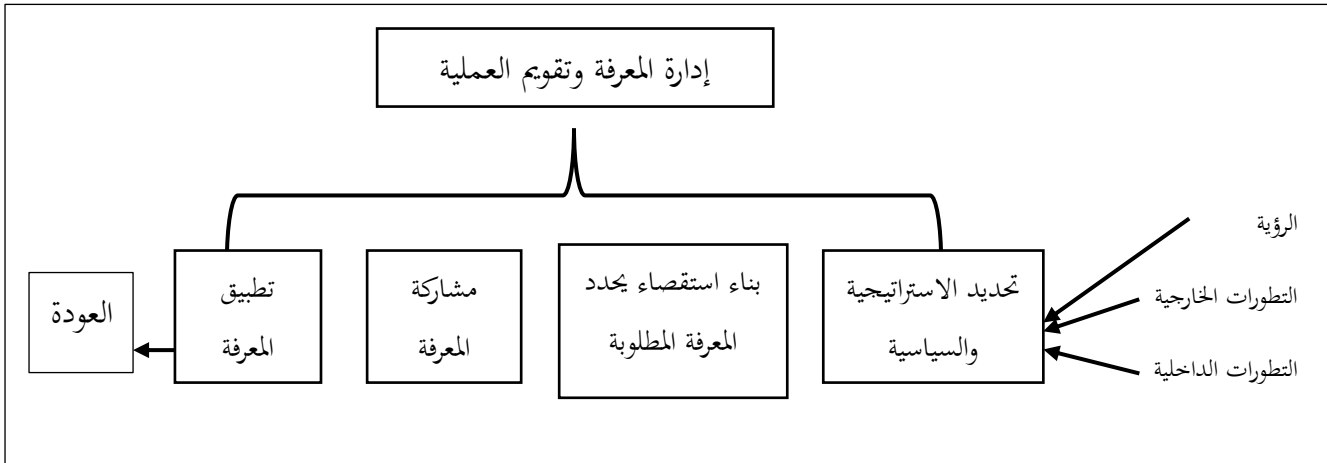 إدارة المعرفة وتقويم العملية
الرؤية
التطورات الخارجية
التطورات الداخلية
تحديد الاستراتيجية
والسياسية
بناء استقصاء يحدد
المعرفة المطلوبة
مشاركة
المعرفة
تطبيق
المعرفة
العودة